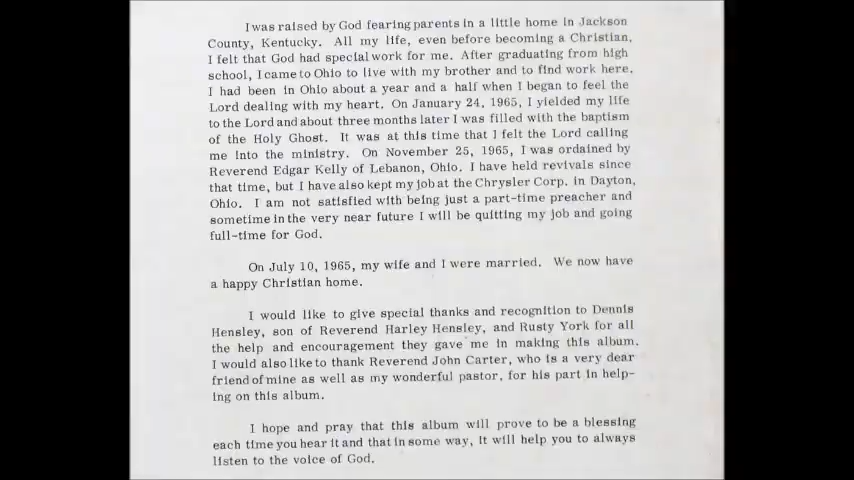 I was raised by God fearing parents in a little home in Jackson
County, Kentucky. All my life, even before becoming a Christian,
I felt that God had special work for me. After graduating from high
school, I came to Ohio to live with my brother and to find work here.
I had been in Ohio about a year and a half when I began to feel the
Lord dealing with my heart. On January 24, 1965, I yielded my life
to the Lord and about three months later I was filled with the baptism
of the Holy Ghost. It was at this time that I felt the Lord calling
me into the ministry. On November 25, 1965, I was ordained by
Reverend Edgar Kelly of Lebanon, Ohio. I have held revivals since
that time, but I have also kept my job at the Chrysler Corp. in Dayton,
Ohio. I am not satisfied with being just a part-time preacher and
sometime in the very near future I will be quitting my job and going
full-time for God.
On July 10, 1965, my wife and I were married. We now have
a happy Christian home.
I would like to give special thanks and recognition to Dennis
Hensley, son of Reverend Harley Hensley, and Rusty York for all
the help and encouragement they gave me in making this album.
I would also like to thank Reverend John Carter, who is a very dear
friend of mine as well as my wonderful pastor, for his part in help-
ing on this album.
I hope and pray that this album will prove to be a blessing
each time you hear it and that in some way, it will help you to always
listen to the voice of God.